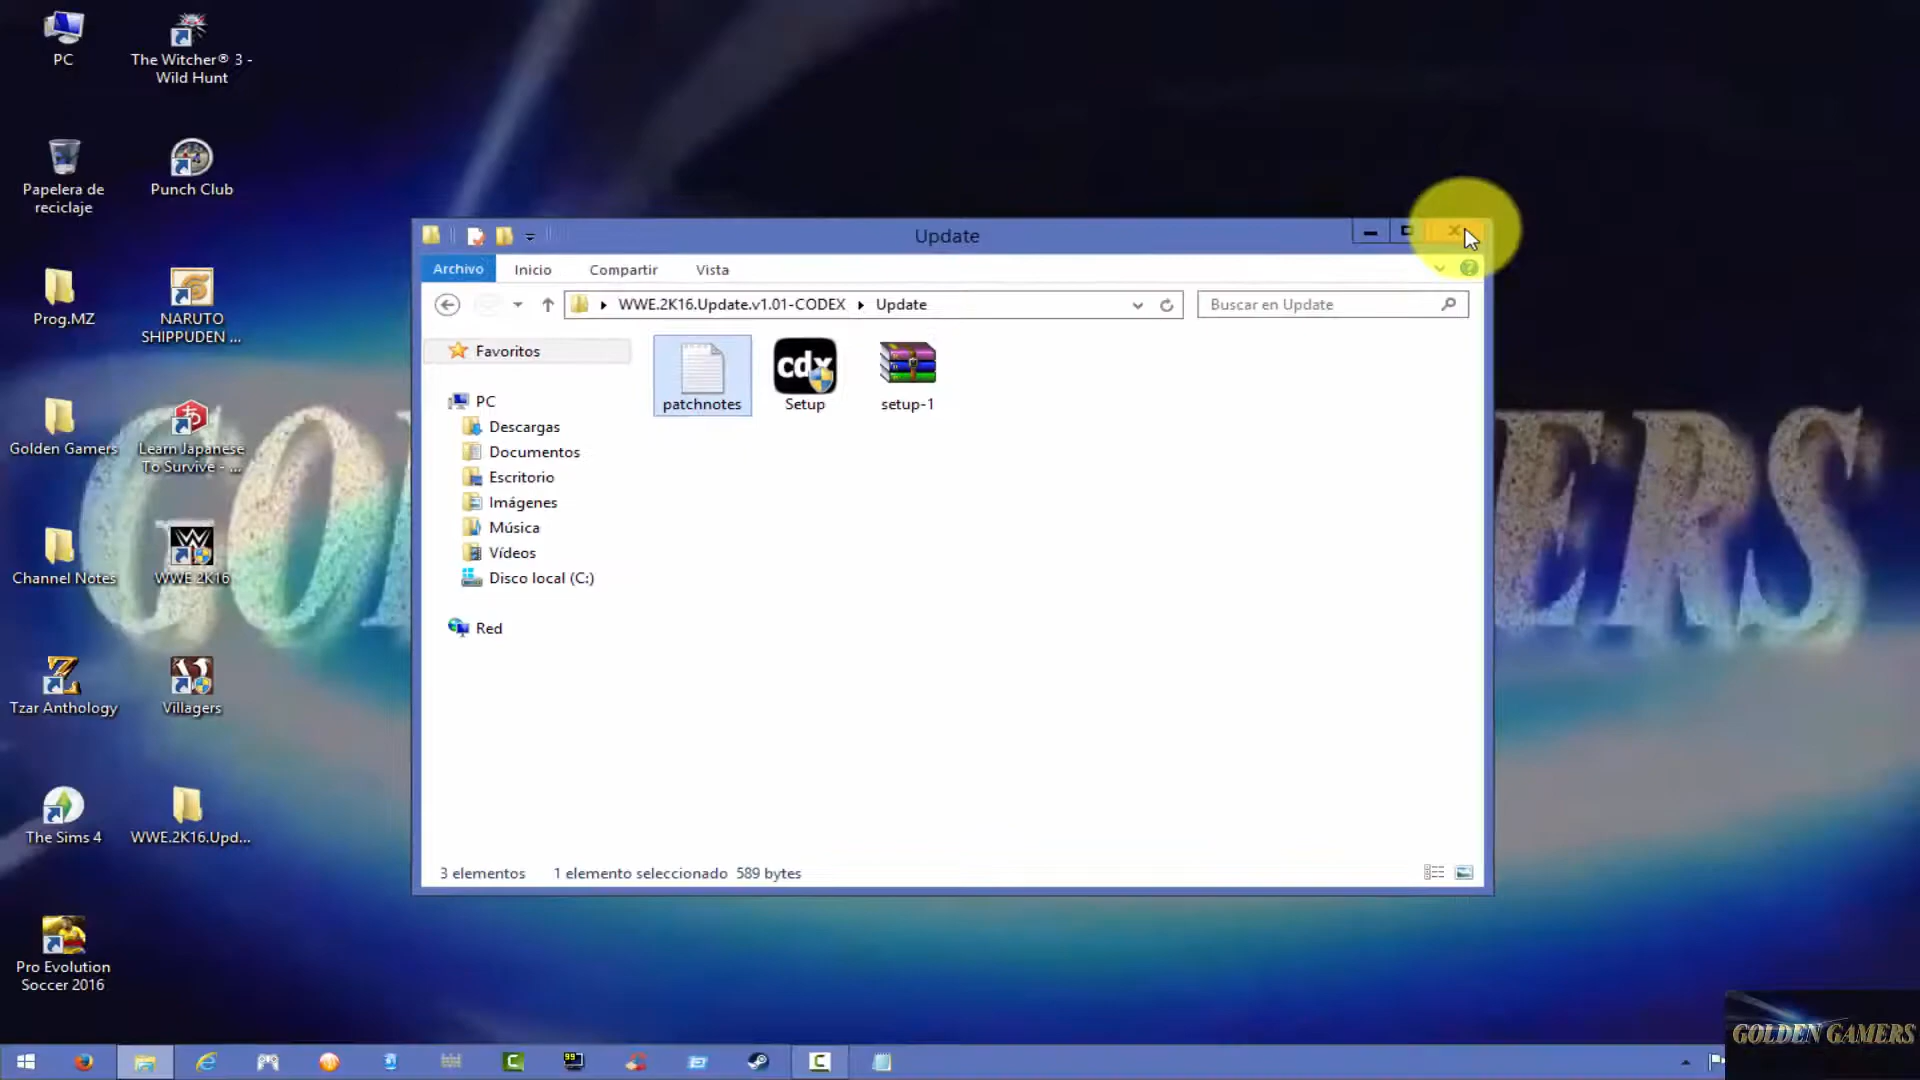 PC
The Witcher® 3 -
Wild Hunt
Papelera de
reciclaje
Punch Club
Prog.MZ
NARUTO
SHIPPUDEN ...
Golden Gamers
Learn Japanese
To Survive - ...
Channel Notes
WWE 2K16
Tzar Anthology
Villagers
The Sims 4
WWE.2K16.Upd...
Pro Evolution
Soccer 2016
Update
Archivo
Inicio
Compartir
Vista
WWE.2K16.Update.v1.01-CODEX
Update
Buscar en Update
Favoritos
PC
Descargas
Documentos
Escritorio
Imágenes
Música
Vídeos
Disco local (C:)
Red
patchnotes
cdx
Setup
setup-1
3 elementos
1 elemento seleccionado 589 bytes
99
GOLDEN GAMERS